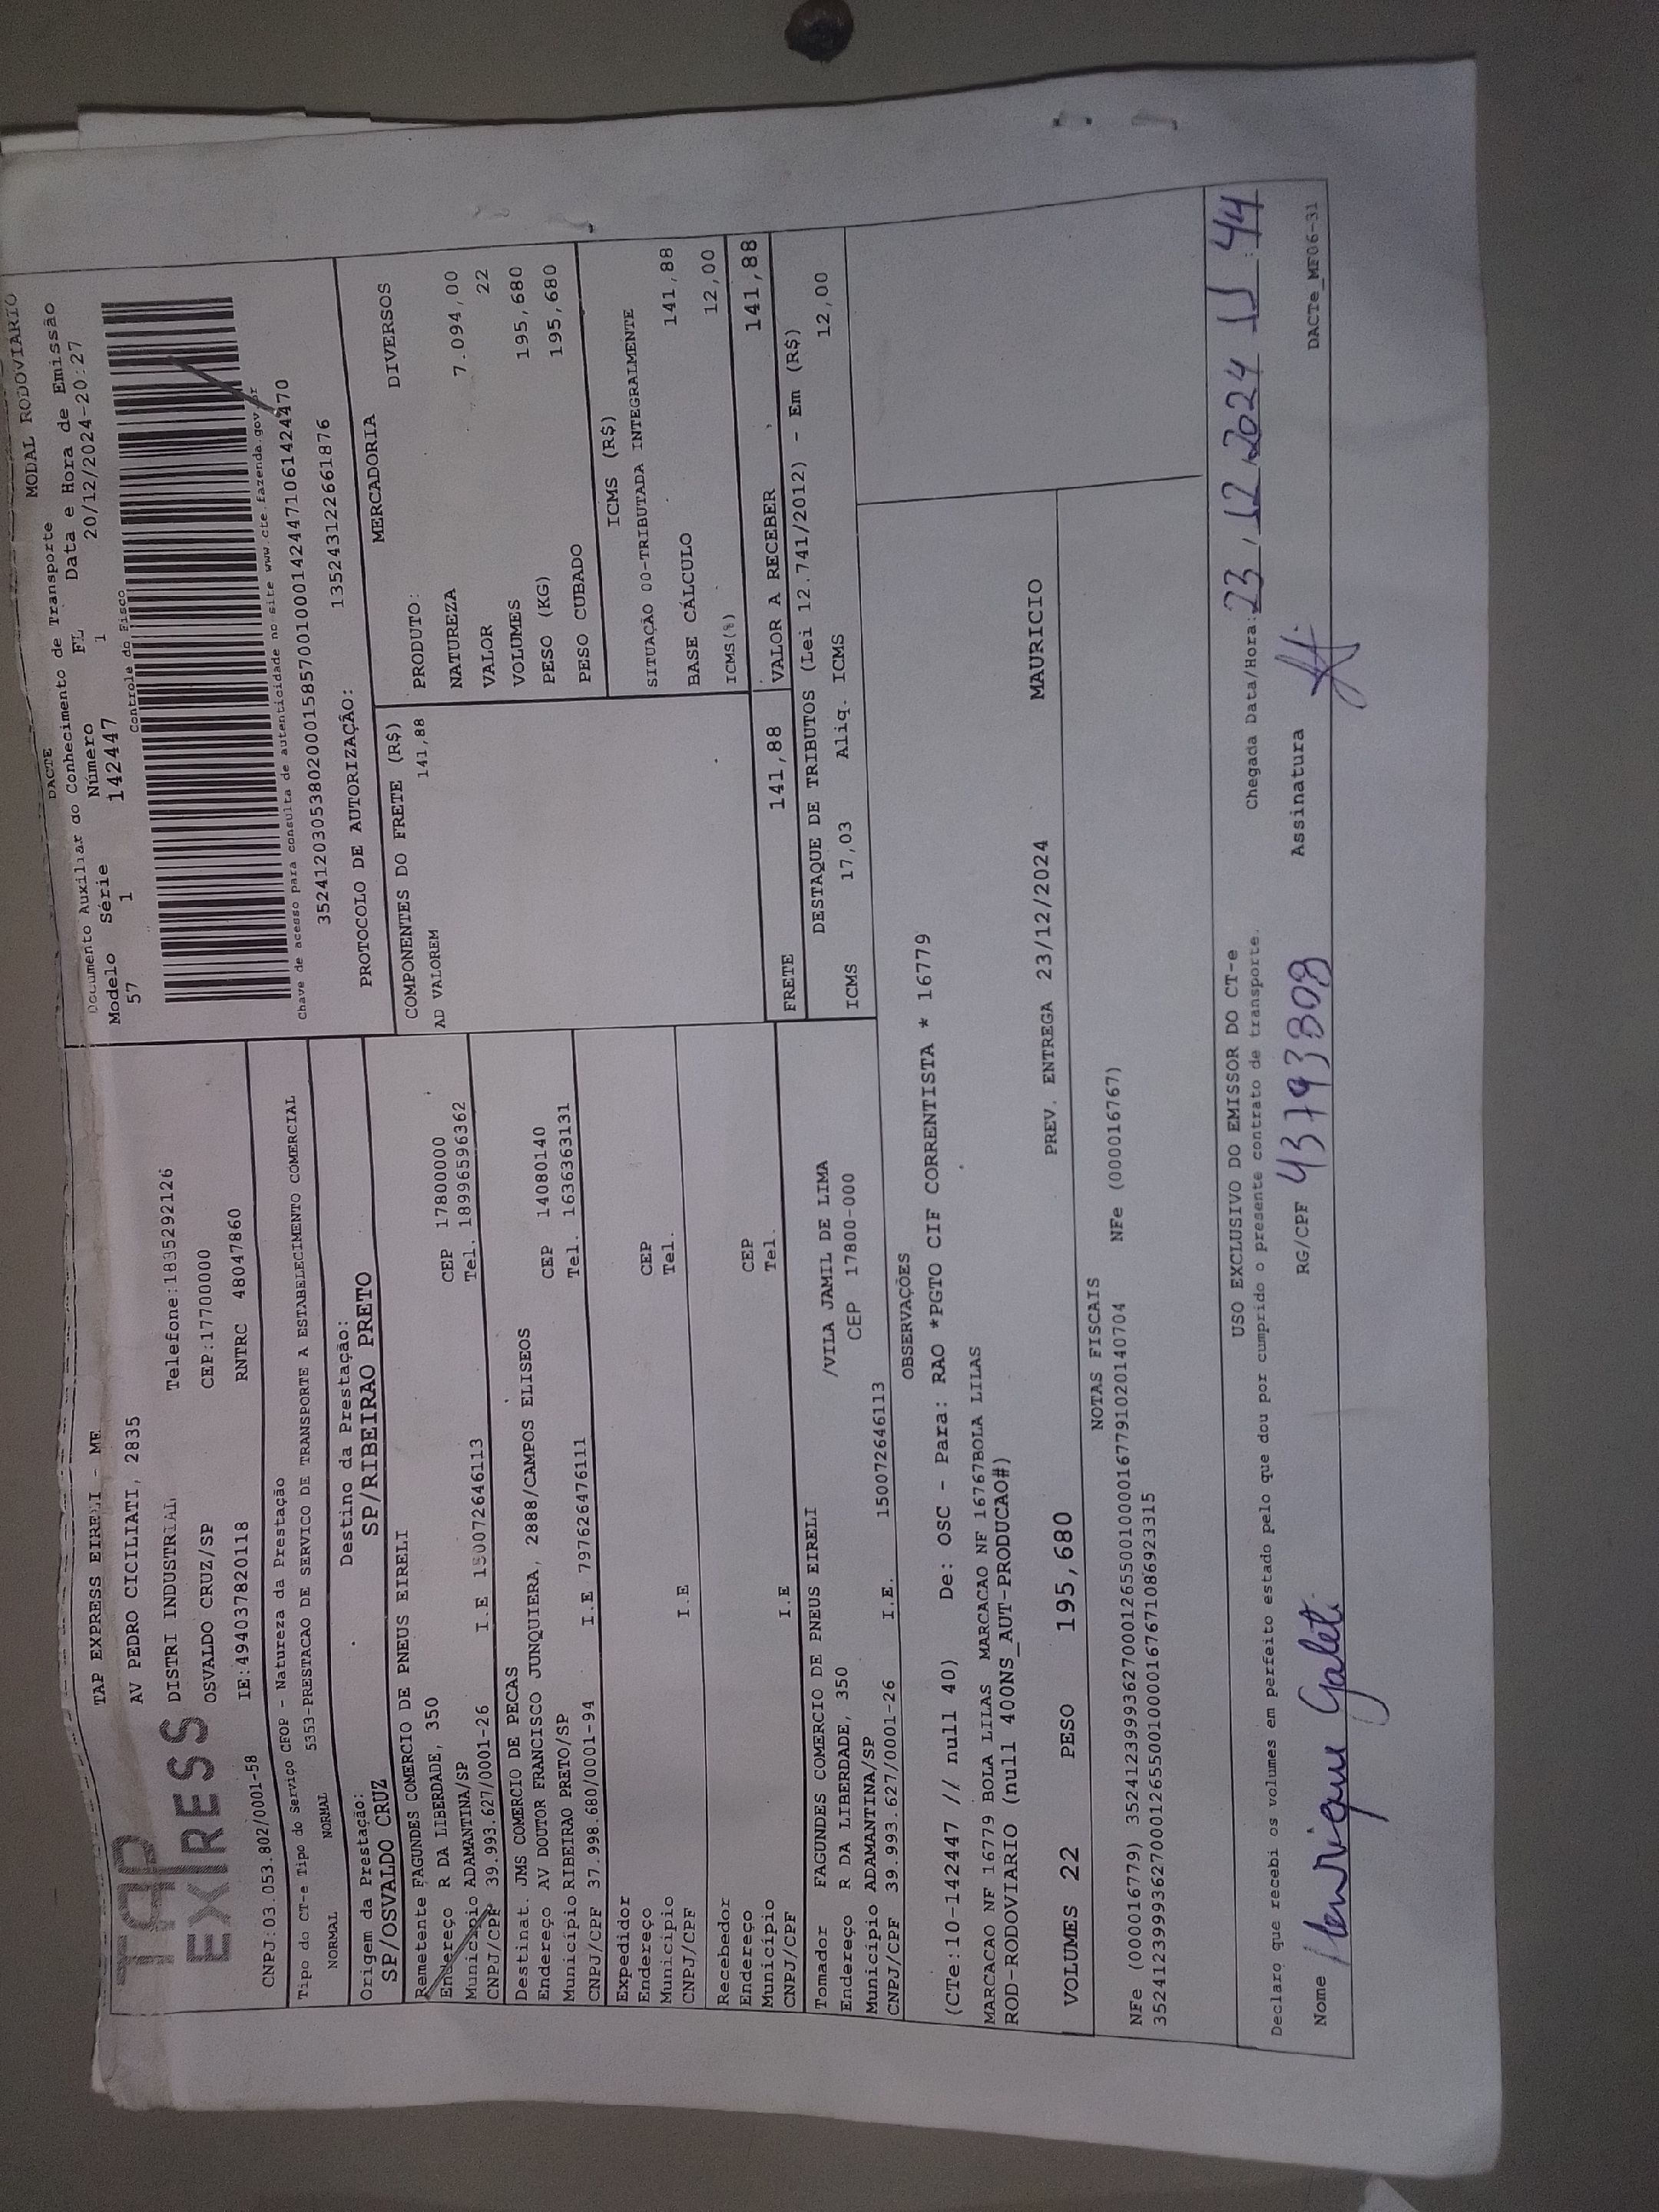 TAP EXPRESS
TAP EXPRESS EIRELI - ME
AV PEDRO CICILIATI, 2835
DISTRI INDUSTRIAL Telefone:1835292126
OSVALDO CRUZ/SP CEP:17700000
CNPJ:03.053.802/0001-58 IE:494037820118 RNTRC 48047860
MODAL RODOVIARIO
DACTE
Documento Auxiliar do Conhecimento de Transporte
Modelo Série Número FL Data e Hora de Emissão
57 1 142447 1 20/12/2024-20:27
Controle do Fisco
Chave de acesso para consulta de autenticidade no site www.cte.fazenda.gov.br
PROTOCOLO DE AUTORIZAÇÃO: 135243122661876
Tipo do CT-e Tipo do Serviço CFOP - Natureza da Prestação
NORMAL NORMAL 5353-PRESTACAO DE SERVICO DE TRANSPORTE A ESTABELECIMENTO COMERCIAL
Origem da Prestação: Destino da Prestação:
SP/OSVALDO CRUZ SP/RIBEIRAO PRETO
Remetente FAGUNDES COMERCIO DE PNEUS EIRELI
Endereço R DA LIBERDADE, 350 CEP 17800000
Município ADAMANTINA/SP Tel. 18996596362
CNPJ/CPF 39.993.627/0001-26 I.E 150072646113
Destinat. JMS COMERCIO DE PECAS
Endereço AV DOUTOR FRANCISCO JUNQUIERA, 2888/CAMPOS ELISEOS CEP 14080140
Município RIBEIRAO PRETO/SP Tel. 1636363131
CNPJ/CPF 37.998.680/0001-94 I.E 797626476111
Expedidor
Endereço CEP
Município Tel.
CNPJ/CPF I.E
Recebedor
Endereço CEP
Município Tel.
CNPJ/CPF I.E
Tomador FAGUNDES COMERCIO DE PNEUS EIRELI
Endereço R DA LIBERDADE, 350 /VILA JAMIL DE LIMA
Município ADAMANTINA/SP CEP 17800-000
CNPJ/CPF 39.993.627/0001-26 I.E. 150072646113
COMPONENTES DO FRETE (R$)
AD VALOREM 141,88
FRETE 141,88
MERCADORIA
PRODUTO: DIVERSOS
NATUREZA
VALOR 7.094,00
VOLUMES 22
PESO (KG) 195,680
PESO CUBADO 195,680
ICMS (R$)
SITUAÇÃO 00-TRIBUTADA INTEGRALMENTE
BASE CÁLCULO 141,88
ICMS(%) 12,00
VALOR A RECEBER 141,88
DESTAQUE DE TRIBUTOS (Lei 12.741/2012) - Em (R$)
ICMS 17,03 Aliq. ICMS 12,00
OBSERVAÇÕES
(CTe:10-142447 // null 40) De: OSC - Para: RAO *PGTO CIF CORRENTISTA * 16779
MARCACAO NF 16779 BOLA LILAS MARCACAO NF 16767BOLA LILAS
ROD-RODOVIARIO (null 400NS_AUT-PRODUCAO#)
VOLUMES 22 PESO 195,680 PREV. ENTREGA 23/12/2024 MAURICIO
NOTAS FISCAIS
NFe (000016779) 35241239993627000126550010000167791020140704 NFe (000016767)
35241239993627000126550010000167671086923315
USO EXCLUSIVO DO EMISSOR DO CT-e
Declaro que recebi os volumes em perfeito estado pelo que dou por cumprido o presente contrato de transporte.
Chegada Data/Hora: 23/12/2024 11:44
Nome Henrique Galeti RG/CPF 43793808 Assinatura
DACTe_MF06-31